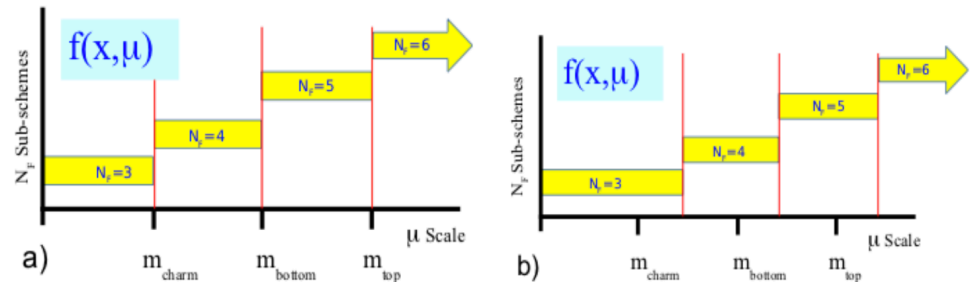 f(x,μ)
N_F Sub-schemes
N_F=6
N_F=5
N_F=4
N_F=3
μ Scale
a)
m_charm
m_bottom
m_top
f(x,μ)
N_F Sub-schemes
N_F=6
N_F=5
N_F=4
N_F=3
μ Scale
b)
m_charm
m_bottom
m_top